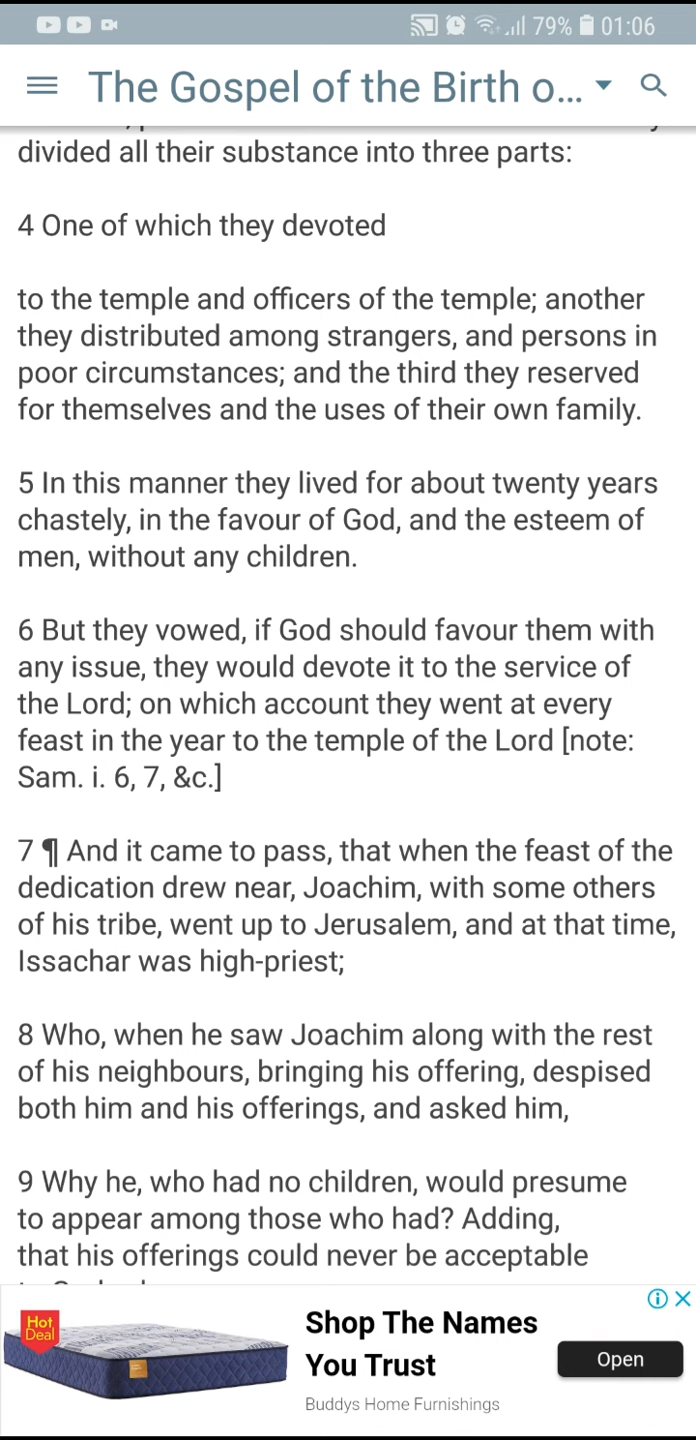 79% 01:06
The Gospel of the Birth o...
divided all their substance into three parts:
4 One of which they devoted
to the temple and officers of the temple; another
they distributed among strangers, and persons in
poor circumstances; and the third they reserved
for themselves and the uses of their own family.
5 In this manner they lived for about twenty years
chastely, in the favour of God, and the esteem of
men, without any children.
6 But they vowed, if God should favour them with
any issue, they would devote it to the service of
the Lord; on which account they went at every
feast in the year to the temple of the Lord [note:
Sam. i. 6, 7, &c.]
7 ¶ And it came to pass, that when the feast of the
dedication drew near, Joachim, with some others
of his tribe, went up to Jerusalem, and at that time,
Issachar was high-priest;
8 Who, when he saw Joachim along with the rest
of his neighbours, bringing his offering, despised
both him and his offerings, and asked him,
9 Why he, who had no children, would presume
to appear among those who had? Adding,
that his offerings could never be acceptable
Hot
Deal
Shop The Names
You Trust
Open
Buddys Home Furnishings